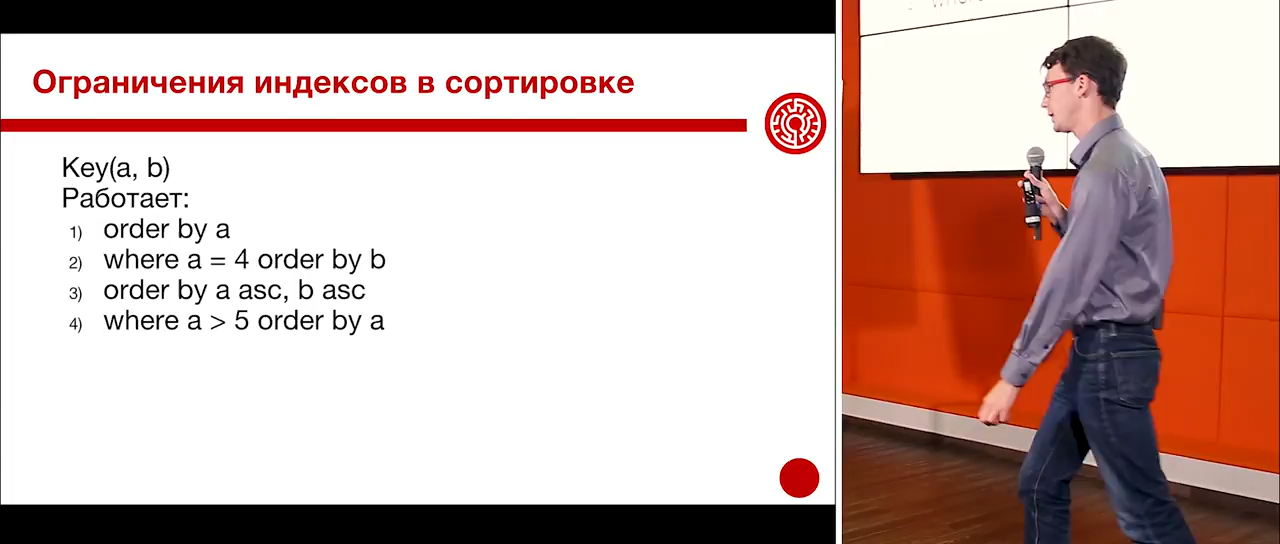 Ограничения индексов в сортировке
Key(a, b)
Работает:
1) order by a
2) where a = 4 order by b
3) order by a asc, b asc
4) where a > 5 order by a